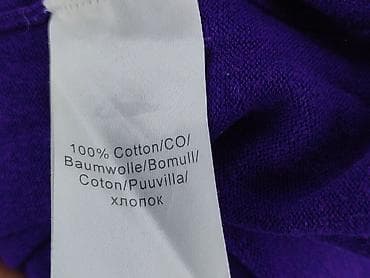 100% Cotton/CO/
Baumwolle/Bomull/
Coton/Puuvilla/
хлопок